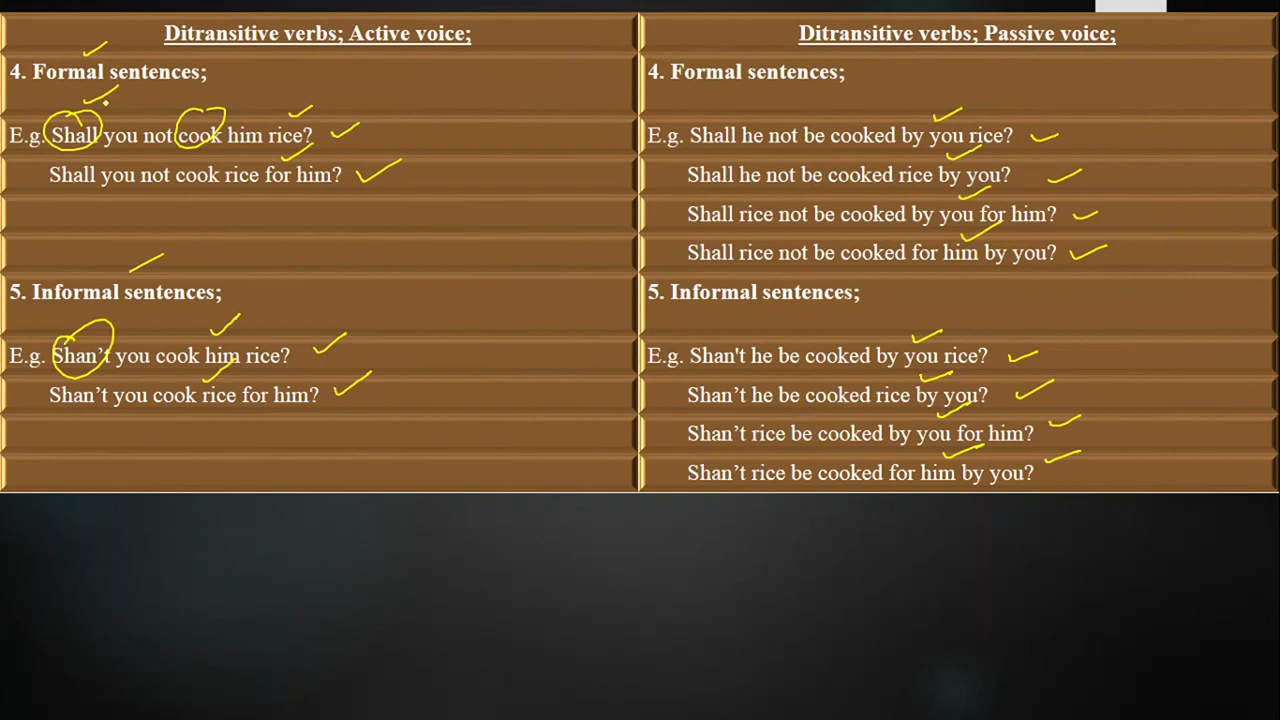 Ditransitive verbs; Active voice;
4. Formal sentences;
E.g. Shall you not cook him rice?
Shall you not cook rice for him?
5. Informal sentences;
E.g. Shan’t you cook him rice?
Shan’t you cook rice for him?
Ditransitive verbs; Passive voice;
4. Formal sentences;
E.g. Shall he not be cooked by you rice?
Shall he not be cooked rice by you?
Shall rice not be cooked by you for him?
Shall rice not be cooked for him by you?
5. Informal sentences;
E.g. Shan't he be cooked by you rice?
Shan’t he be cooked rice by you?
Shan’t rice be cooked by you for him?
Shan’t rice be cooked for him by you?